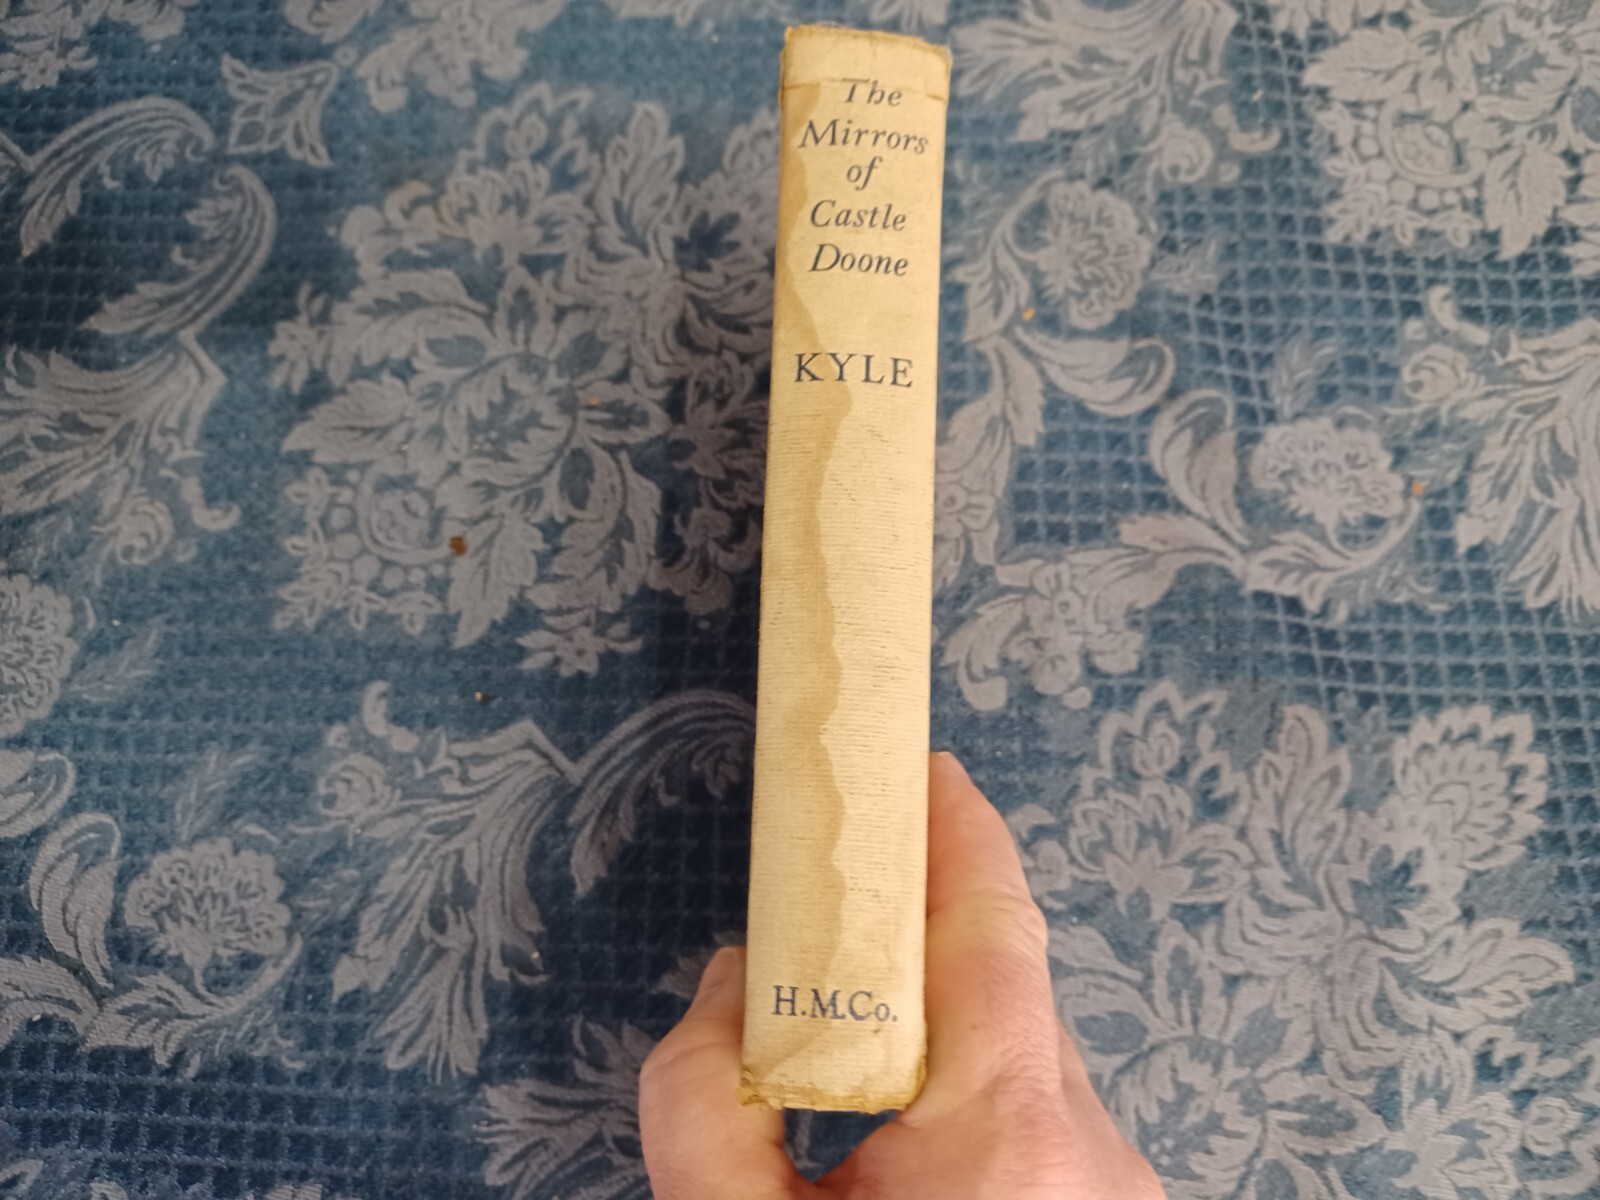 The
Mirrors
of
Castle
Doone
KYLE
H.M.Co.